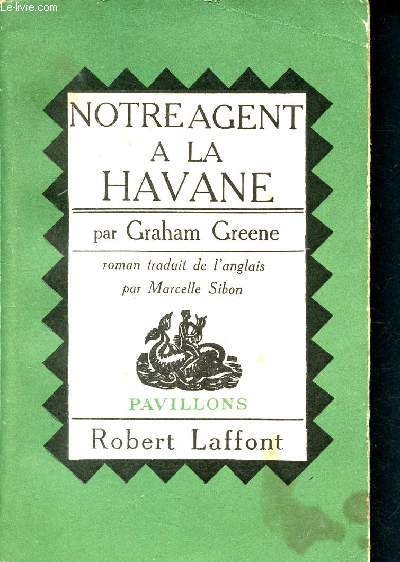 Le-Livre.com
NOTRE AGENT
A LA
HAVANE
par Graham Greene
roman traduit de l'anglais
par Marcelle Sibon
PAVILLONS
Robert Laffont